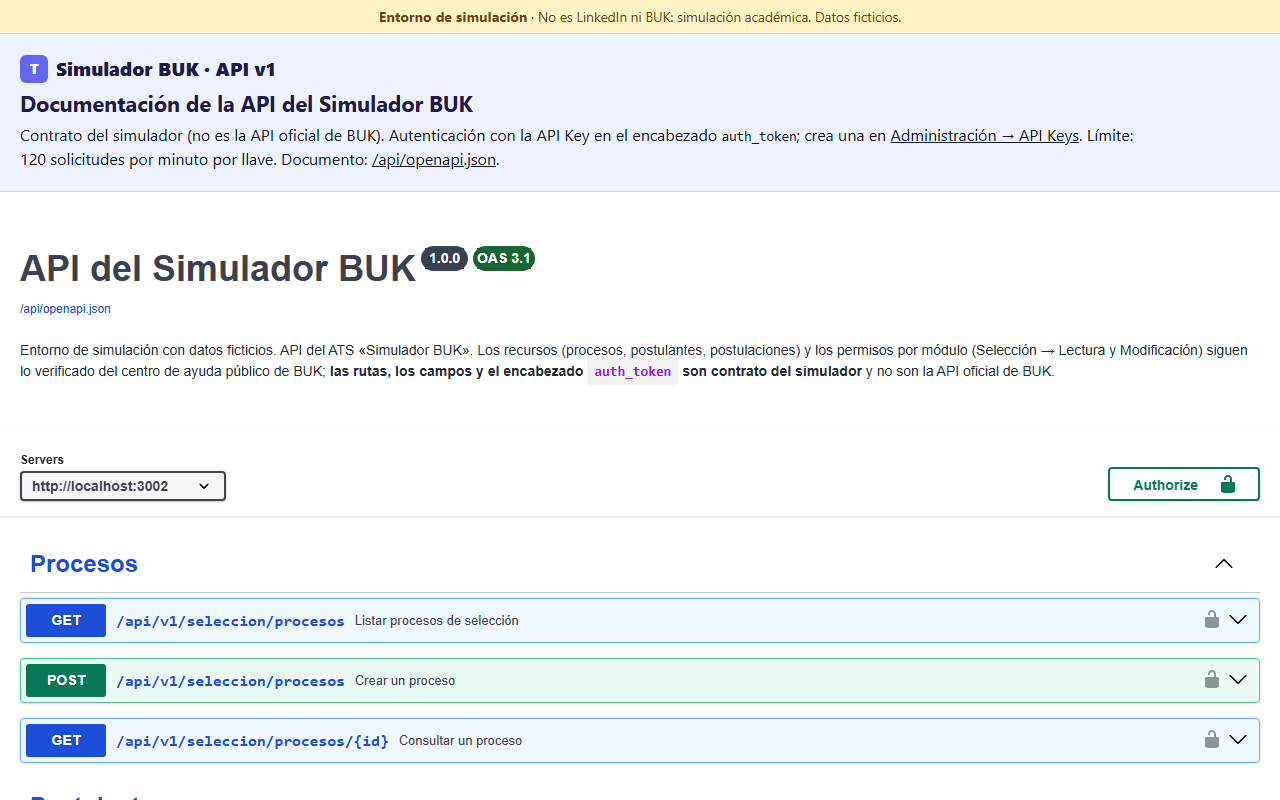 Entorno de simulación · No es LinkedIn ni BUK: simulación académica. Datos ficticios.
T Simulador BUK · API v1
Documentación de la API del Simulador BUK
Contrato del simulador (no es la API oficial de BUK). Autenticación con la API Key en el encabezado auth_token; crea una en Administración → API Keys. Límite:
120 solicitudes por minuto por llave. Documento: /api/openapi.json.
API del Simulador BUK 1.0.0 OAS 3.1
/api/openapi.json
Entorno de simulación con datos ficticios. API del ATS «Simulador BUK». Los recursos (procesos, postulantes, postulaciones) y los permisos por módulo (Selección → Lectura y Modificación) siguen
lo verificado del centro de ayuda público de BUK; las rutas, los campos y el encabezado auth_token son contrato del simulador y no son la API oficial de BUK.
Servers
http://localhost:3002
Authorize
Procesos
GET /api/v1/seleccion/procesos Listar procesos de selección
POST /api/v1/seleccion/procesos Crear un proceso
GET /api/v1/seleccion/procesos/{id} Consultar un proceso